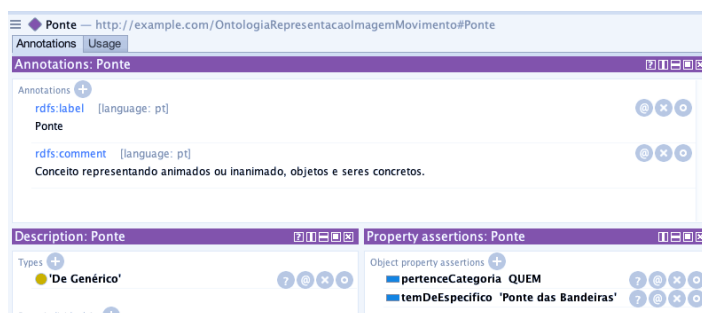 Ponte — http://example.com/OntologiaRepresentacaoImagemMovimento#Ponte
Annotations Usage
Annotations: Ponte
Annotations
rdfs:label [language: pt]
Ponte
rdfs:comment [language: pt]
Conceito representando animados ou inanimado, objetos e seres concretos.
Description: Ponte
Property assertions: Ponte
Types
'De Genérico'
Object property assertions
pertenceCategoria QUEM
temDeEspecifico 'Ponte das Bandeiras'